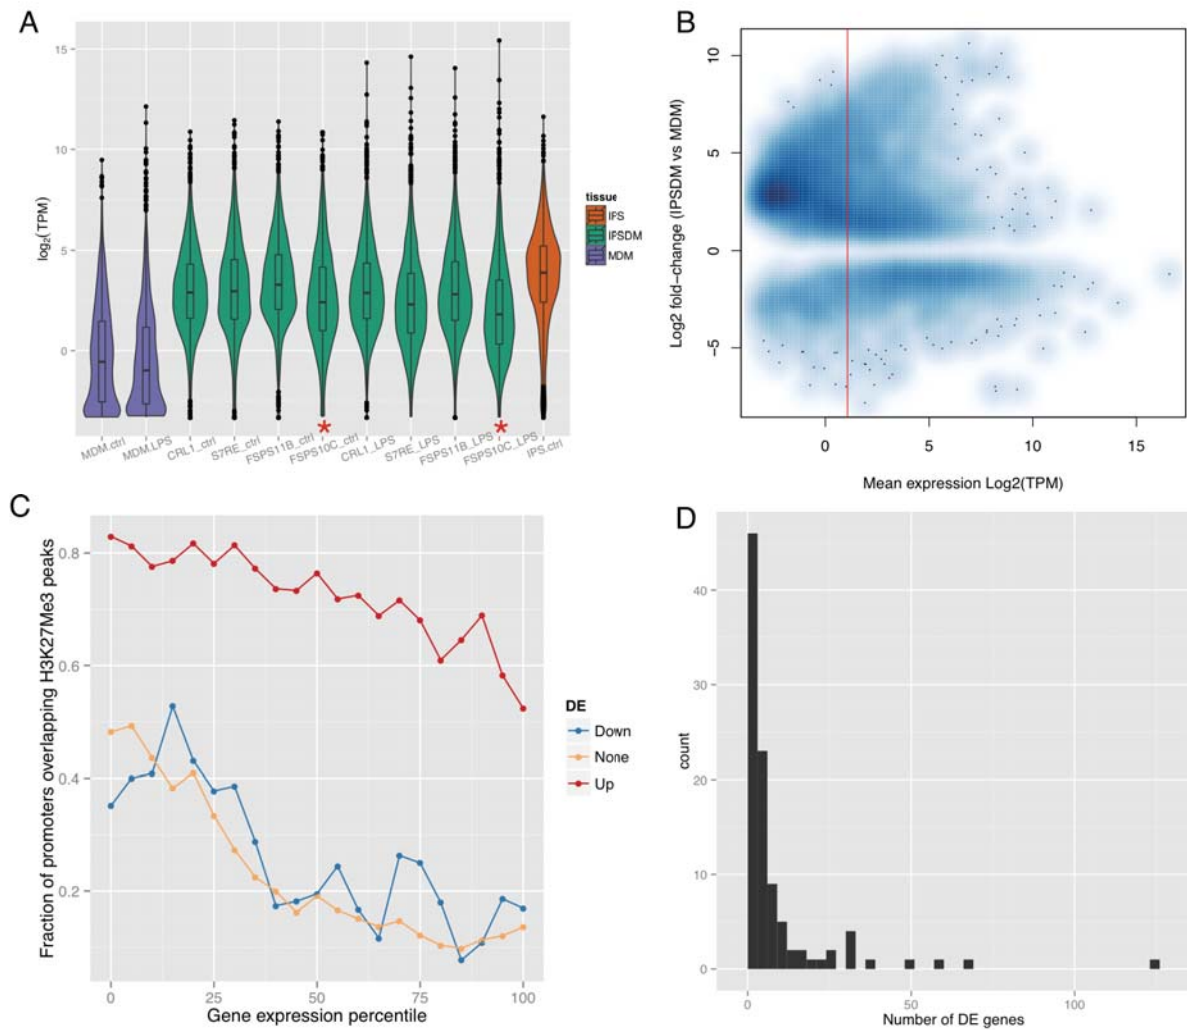 A
15
10
5
0
log2(TPM)
MDM.ctrl
MDM.LPS
CRL1_ctrl
S7RE_ctrl
FSPS11B_ctrl
FSPS10C_ctrl
CRL1_LPS
S7RE_LPS
FSPS11B_LPS
FSPS10C_LPS
IPS.ctrl
*
*
tissue
IPS
IPSDM
MDM
B
10
5
0
−5
Log2 fold−change (IPSDM vs MDM)
0
5
10
15
Mean expression Log2(TPM)
C
0.8
0.6
0.4
0.2
Fraction of promoters overlapping H3K27Me3 peaks
0
25
50
75
100
Gene expression percentile
DE
Down
None
Up
D
40
30
20
10
0
count
0
50
100
Number of DE genes